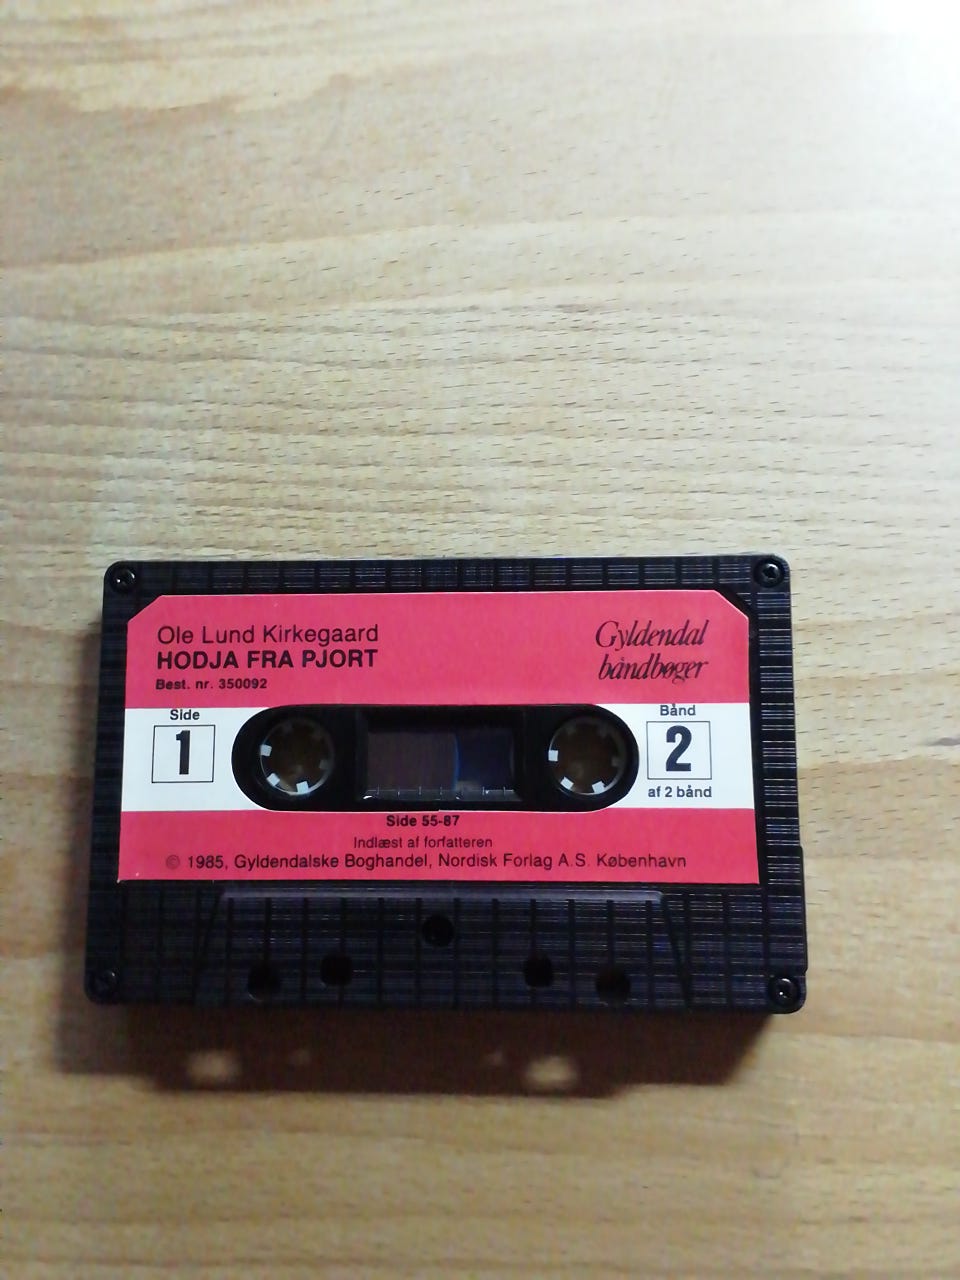 Ole Lund Kirkegaard
HODJA FRA PJORT
Best. nr. 350092
Gyldendal
båndbøger
Side
1
Bånd
2
af 2 bånd
Side 55-87
Indlæst af forfatteren
© 1985, Gyldendalske Boghandel, Nordisk Forlag A.S. København